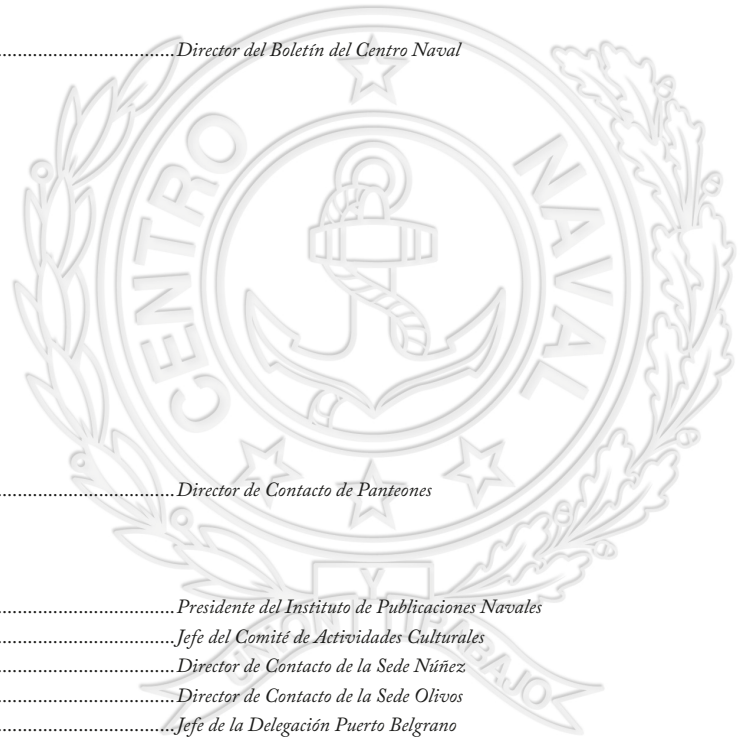 ...............................Director del Boletín del Centro Naval
CENTRO NAVAL
...............................Director de Contacto de Panteones
...............................Presidente del Instituto de Publicaciones Navales
...............................Jefe del Comité de Actividades Culturales
...............................Director de Contacto de la Sede Núñez
...............................Director de Contacto de la Sede Olivos
...............................Jefe de la Delegación Puerto Belgrano
UNION Y TRABAJO